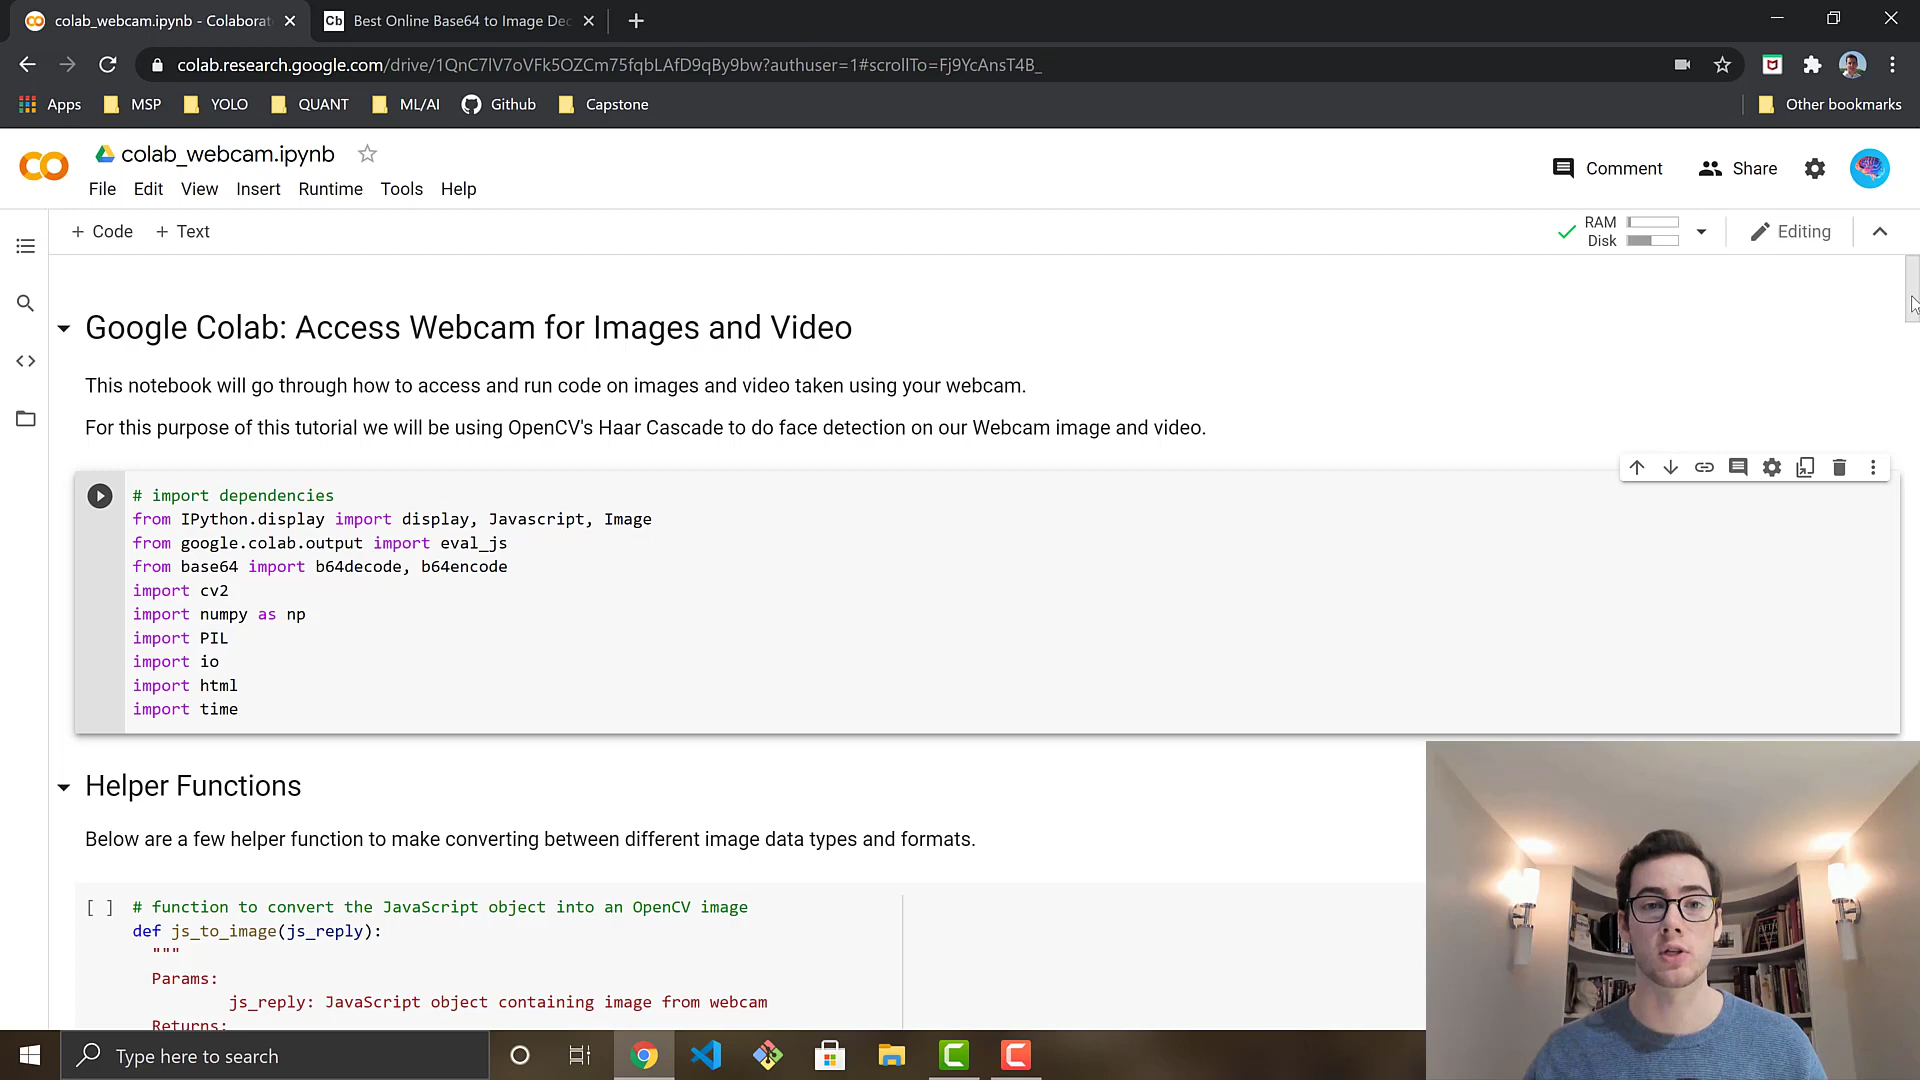 colab_webcam.ipynb - Colaborat
Cb Best Online Base64 to Image Dec
colab.research.google.com/drive/1QnC7lV7oVFk5OZCm75fqbLAfD9qBy9bw?authuser=1#scrollTo=Fj9YcAnsT4B_
Apps MSP YOLO QUANT ML/AI Github Capstone Other bookmarks
colab_webcam.ipynb
Comment Share
File Edit View Insert Runtime Tools Help
+ Code + Text
RAM
Disk
Editing
Google Colab: Access Webcam for Images and Video
This notebook will go through how to access and run code on images and video taken using your webcam.
For this purpose of this tutorial we will be using OpenCV's Haar Cascade to do face detection on our Webcam image and video.
# import dependencies
from IPython.display import display, Javascript, Image
from google.colab.output import eval_js
from base64 import b64decode, b64encode
import cv2
import numpy as np
import PIL
import io
import html
import time
Helper Functions
Below are a few helper function to make converting between different image data types and formats.
[ ] # function to convert the JavaScript object into an OpenCV image
def js_to_image(js_reply):
"""
Params:
js_reply: JavaScript object containing image from webcam
Returns:
Type here to search